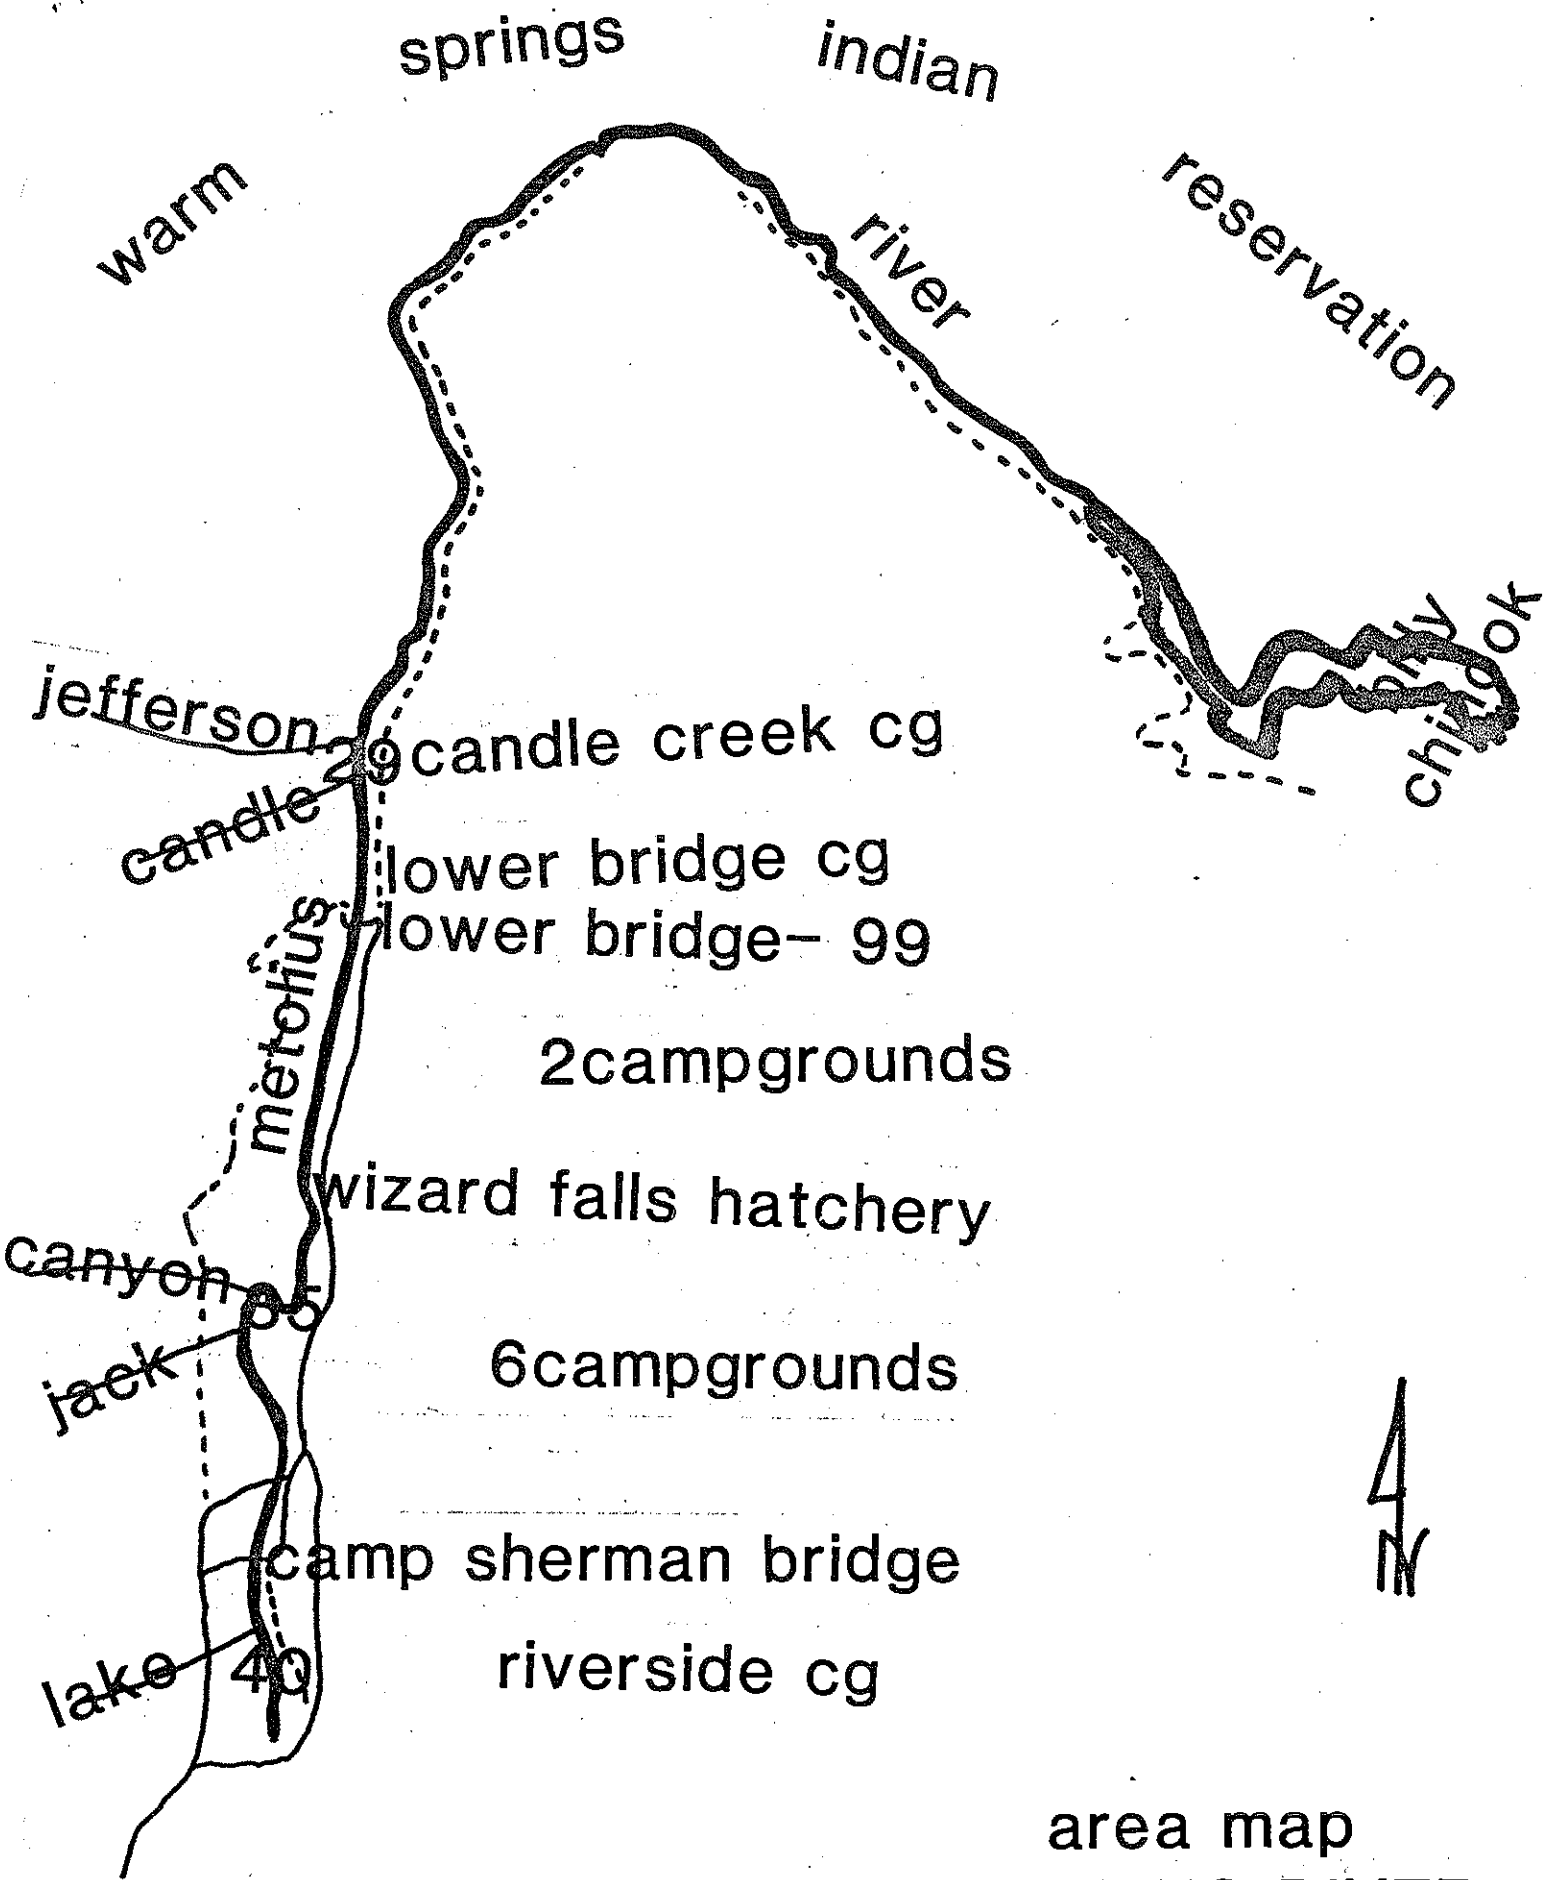 springs
indian
warm
river
reservation
jefferson
29 candle creek cg
candle
lower bridge cg
lower bridge- 99
metolius
2campgrounds
wizard falls hatchery
canyon
85
jack
6campgrounds
camp sherman bridge
lake
40
riverside cg
N
area map